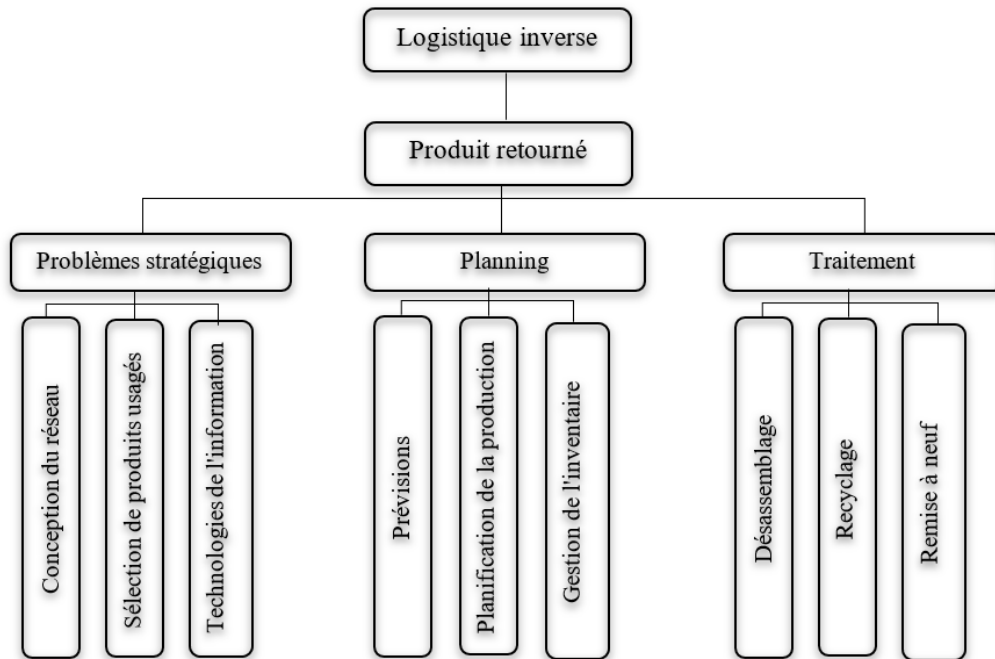 Logistique inverse
Produit retourné
Problèmes stratégiques
Planning
Traitement
Conception du réseau
Sélection de produits usagés
Technologies de l'information
Prévisions
Planification de la production
Gestion de l'inventaire
Désassemblage
Recyclage
Remise à neuf